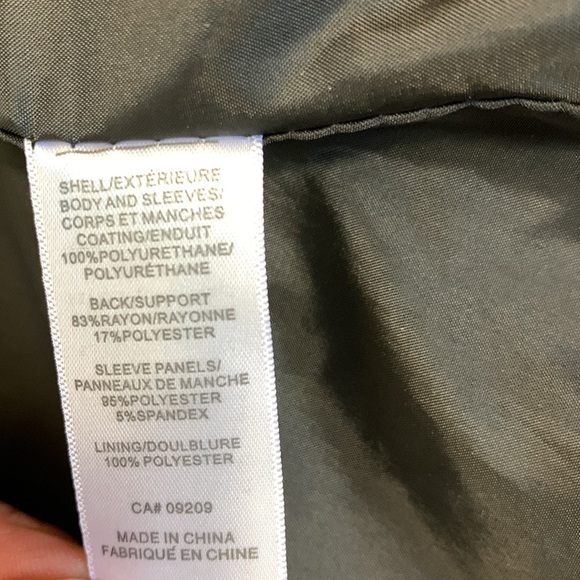 SHELL/EXTÉRIEURE
BODY AND SLEEVES/
CORPS ET MANCHES
COATING/ENDUIT
100%POLYURETHANE/
POLYURÉTHANE
BACK/SUPPORT
83%RAYON/RAYONNE
17%POLYESTER
SLEEVE PANELS/
PANNEAUX DE MANCHE
95%POLYESTER
5%SPANDEX
LINING/DOULBLURE
100% POLYESTER
CA# 09209
MADE IN CHINA
FABRIQUÉ EN CHINE